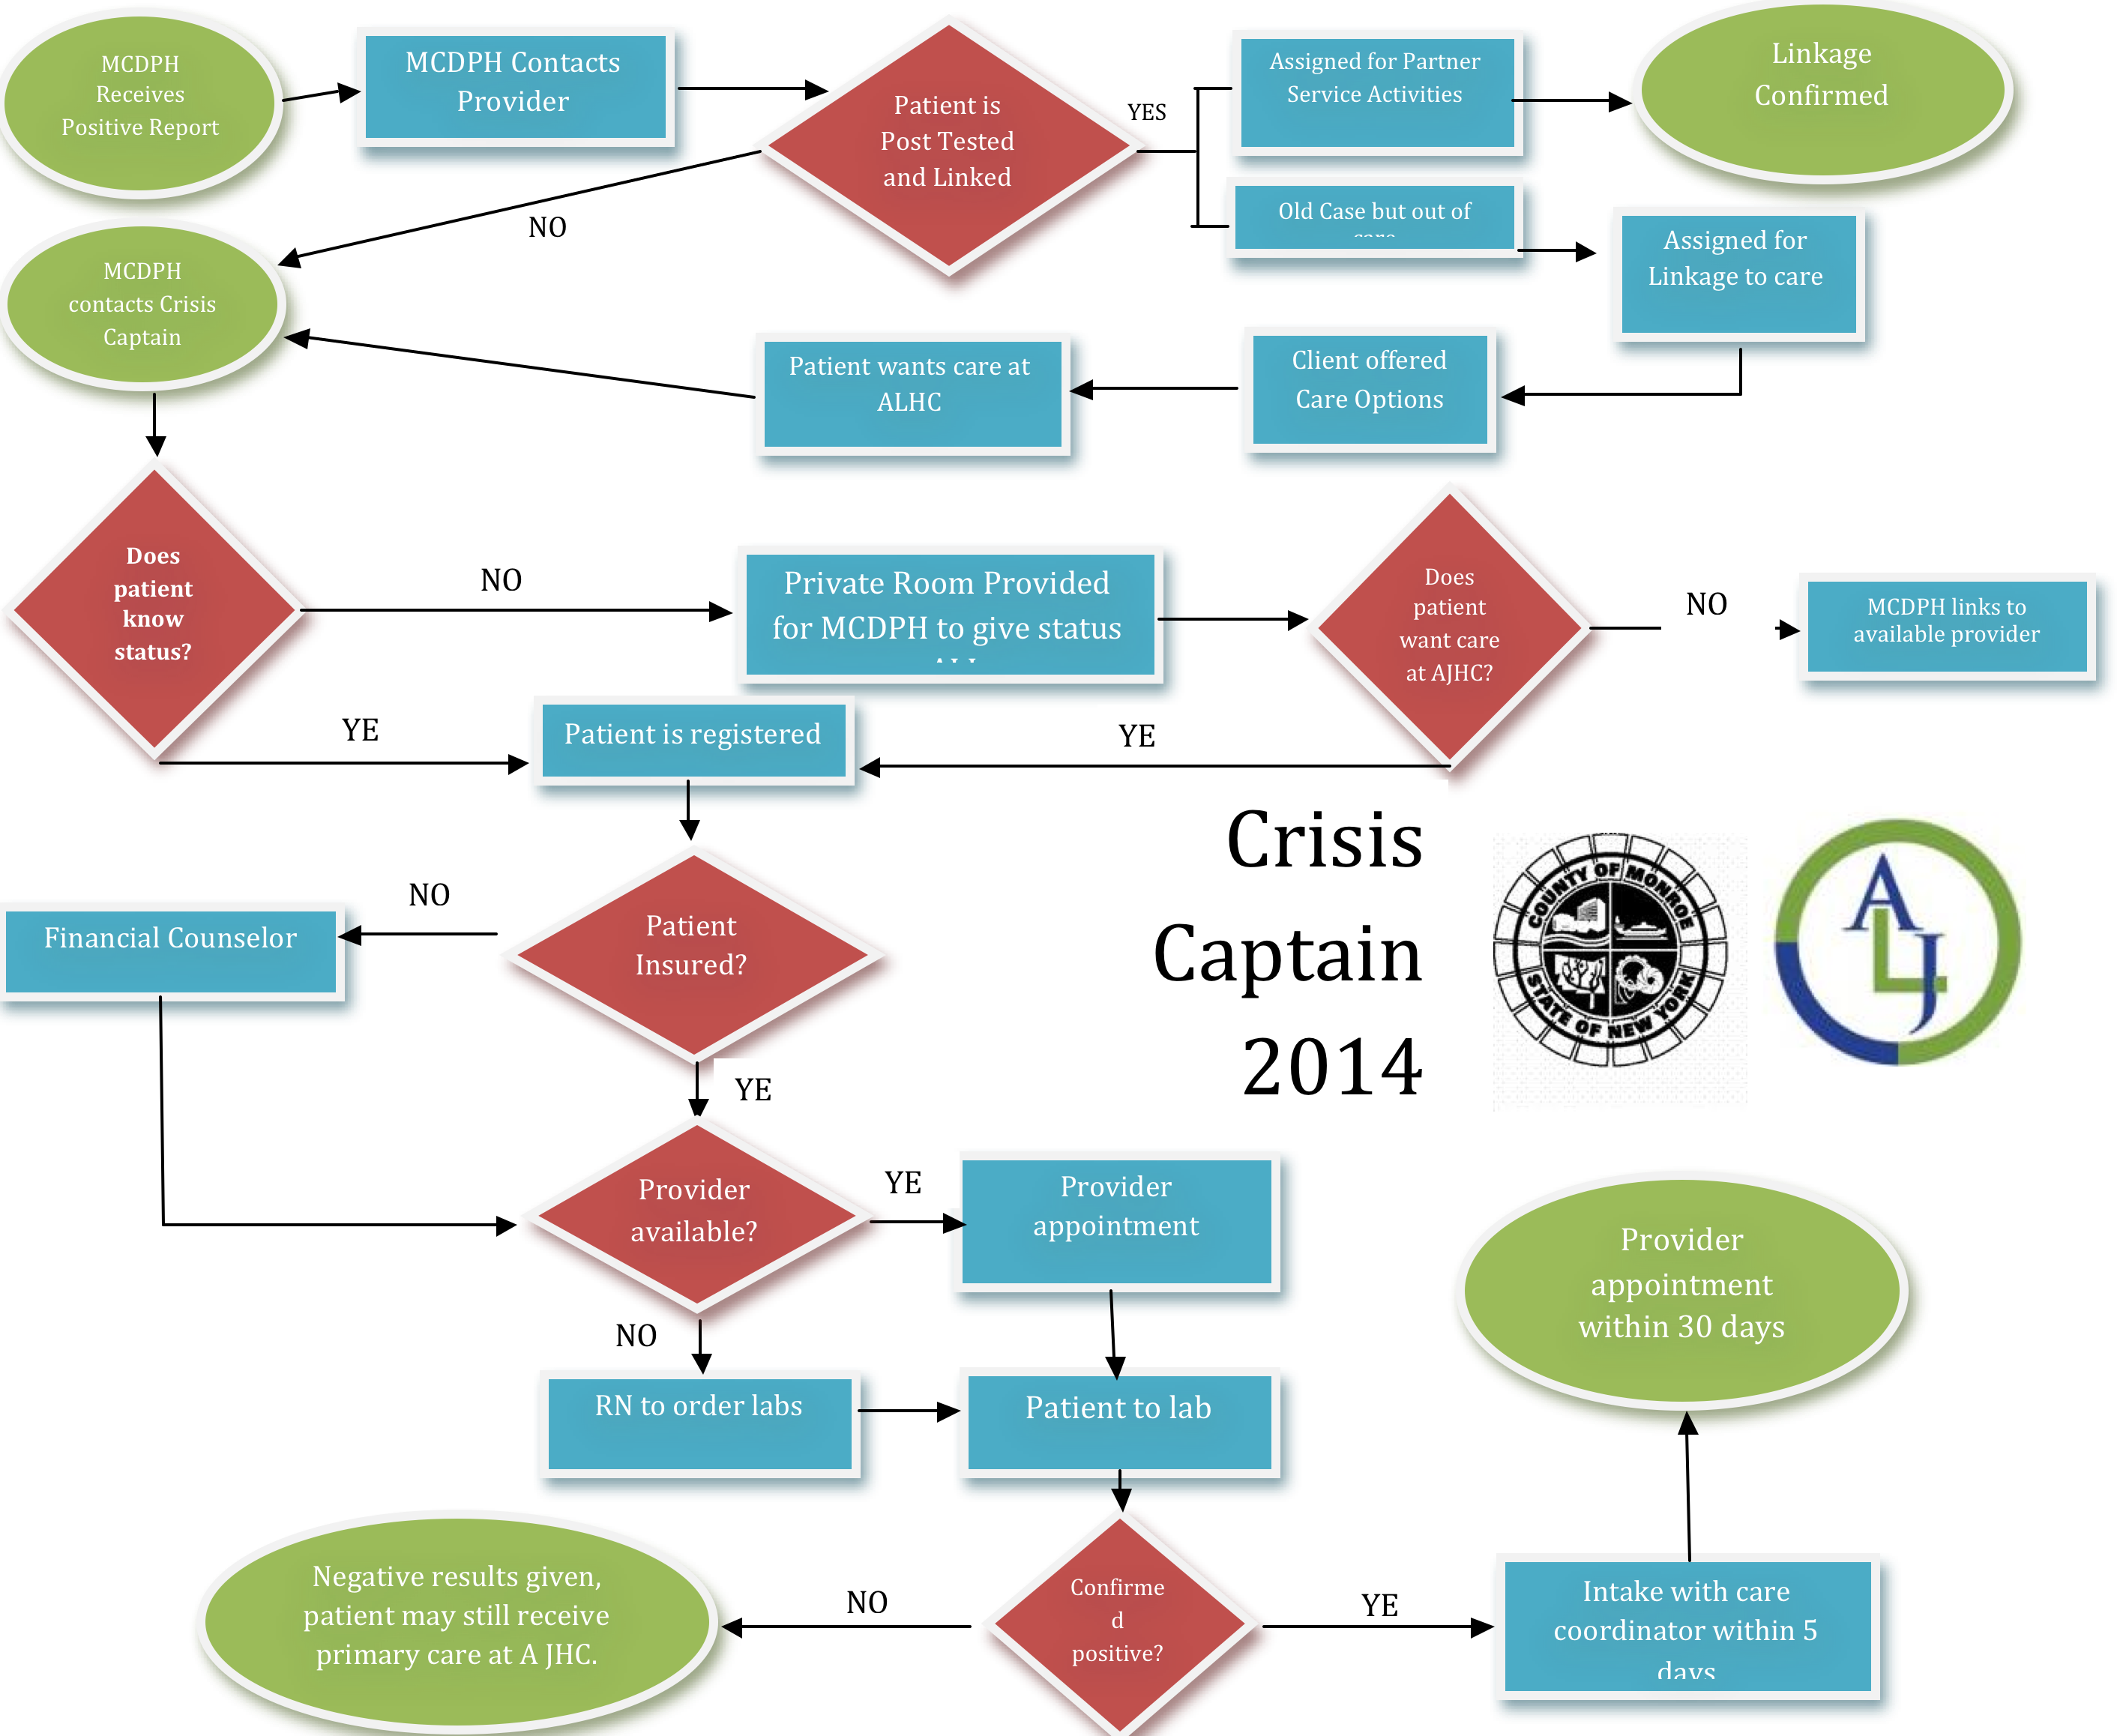 MCDPH
Receives
Positive Report
MCDPH Contacts
Provider
Patient is
Post Tested
and Linked
YES
Assigned for Partner
Service Activities
Linkage
Confirmed
NO
Old Case but out of
Assigned for
Linkage to care
MCDPH
contacts Crisis
Captain
Patient wants care at
ALHC
Client offered
Care Options
Does
patient
know
status?
NO
Private Room Provided
for MCDPH to give status
Does
patient
want care
at AJHC?
NO
MCDPH links to
available provider
YE
Patient is registered
YE
Crisis
Captain
2014
COUNTY OF MONROE
STATE OF NEW YORK
A
L
J
Financial Counselor
NO
Patient
Insured?
YE
Provider
available?
YE
Provider
appointment
Provider
appointment
within 30 days
NO
RN to order labs
Patient to lab
Negative results given,
patient may still receive
primary care at A JHC.
NO
Confirme
d
positive?
YE
Intake with care
coordinator within 5
days